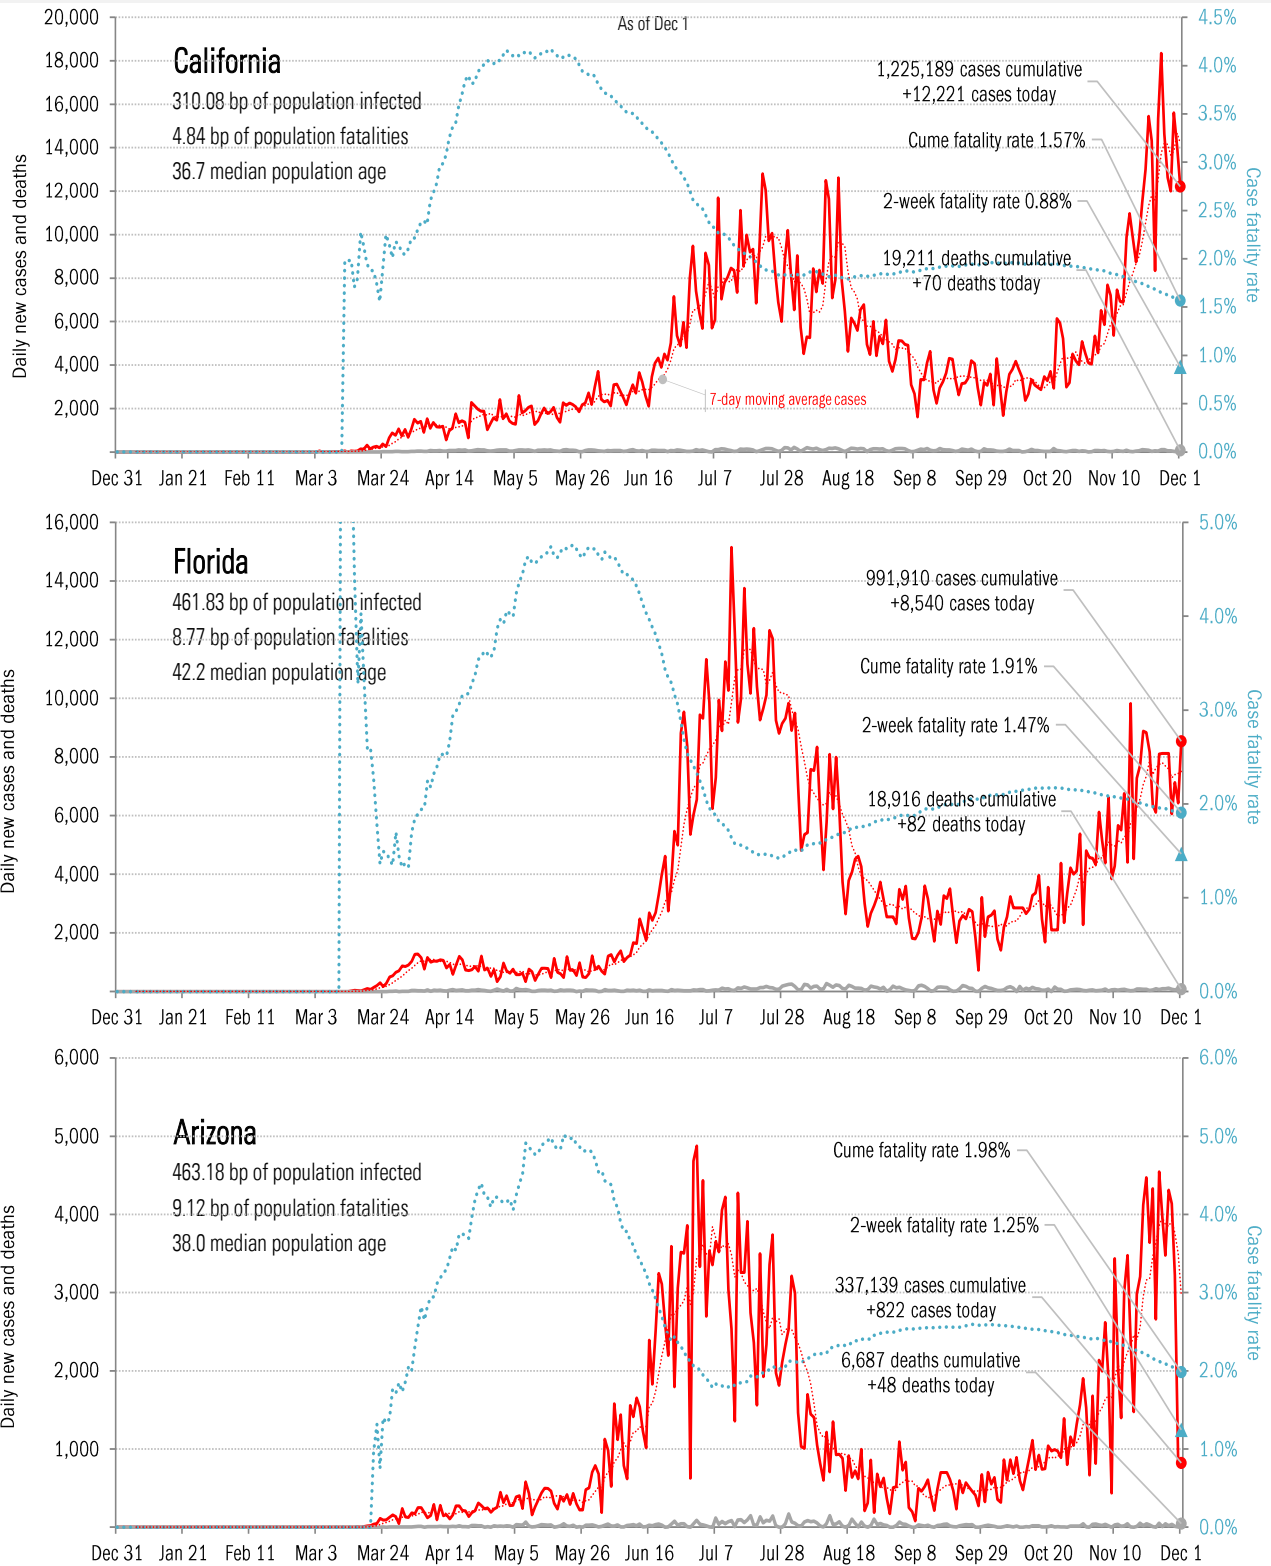 As of Dec 1
20,000
18,000
16,000
14,000
12,000
10,000
8,000
6,000
4,000
2,000
Daily new cases and deaths
California
310.08 bp of population infected
4.84 bp of population fatalities
36.7 median population age
1,225,189 cases cumulative
+12,221 cases today
Cume fatality rate 1.57%
2-week fatality rate 0.88%
19,211 deaths cumulative
+70 deaths today
7-day moving average cases
4.5%
4.0%
3.5%
3.0%
2.5%
2.0%
1.5%
1.0%
0.5%
0.0%
Case fatality rate
Dec 31 Jan 21 Feb 11 Mar 3 Mar 24 Apr 14 May 5 May 26 Jun 16 Jul 7 Jul 28 Aug 18 Sep 8 Sep 29 Oct 20 Nov 10 Dec 1
16,000
14,000
12,000
10,000
8,000
6,000
4,000
2,000
Daily new cases and deaths
Florida
461.83 bp of population infected
8.77 bp of population fatalities
42.2 median population age
991,910 cases cumulative
+8,540 cases today
Cume fatality rate 1.91%
2-week fatality rate 1.47%
18,916 deaths cumulative
+82 deaths today
5.0%
4.0%
3.0%
2.0%
1.0%
0.0%
Case fatality rate
Dec 31 Jan 21 Feb 11 Mar 3 Mar 24 Apr 14 May 5 May 26 Jun 16 Jul 7 Jul 28 Aug 18 Sep 8 Sep 29 Oct 20 Nov 10 Dec 1
6,000
5,000
4,000
3,000
2,000
1,000
Daily new cases and deaths
Arizona
463.18 bp of population infected
9.12 bp of population fatalities
38.0 median population age
Cume fatality rate 1.98%
2-week fatality rate 1.25%
337,139 cases cumulative
+822 cases today
6,687 deaths cumulative
+48 deaths today
6.0%
5.0%
4.0%
3.0%
2.0%
1.0%
0.0%
Case fatality rate
Dec 31 Jan 21 Feb 11 Mar 3 Mar 24 Apr 14 May 5 May 26 Jun 16 Jul 7 Jul 28 Aug 18 Sep 8 Sep 29 Oct 20 Nov 10 Dec 1